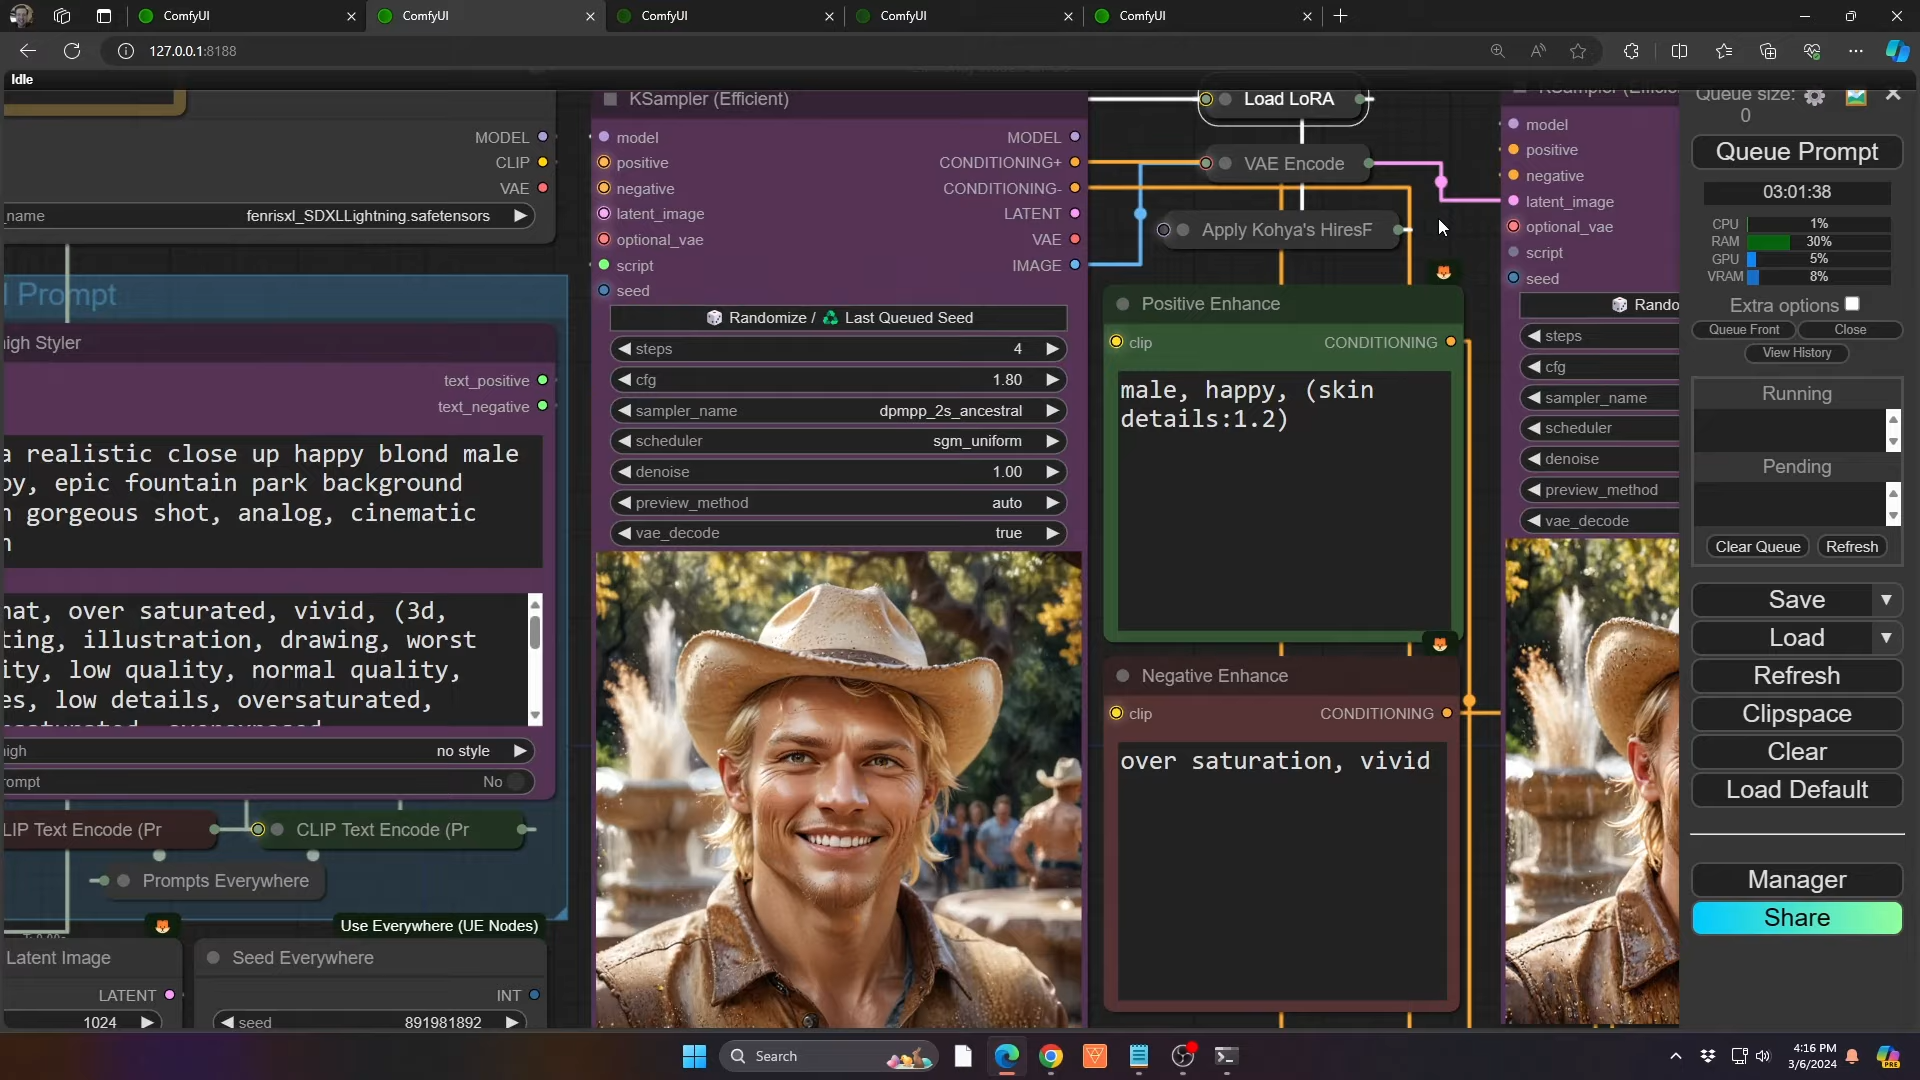 ComfyUI
ComfyUI
ComfyUI
ComfyUI
ComfyUI
127.0.0.1:8188
Idle
MODEL
CLIP
VAE
_name fenrisxl_SDXLLightning.safetensors
l Prompt
igh Styler
text_positive
text_negative
a realistic close up happy blond male
oy, epic fountain park background
n gorgeous shot, analog, cinematic
hat, over saturated, vivid, (3d,
ting, illustration, drawing, worst
ity, low quality, normal quality,
es, low details, oversaturated,
igh no style
rompt No
LIP Text Encode (Pr
CLIP Text Encode (Pr
Prompts Everywhere
Use Everywhere (UE Nodes)
Latent Image
LATENT
1024
Seed Everywhere
INT
seed 891981892
KSampler (Efficient)
model MODEL
positive CONDITIONING+
negative CONDITIONING-
latent_image LATENT
optional_vae VAE
script IMAGE
seed
Randomize / Last Queued Seed
steps 4
cfg 1.80
sampler_name dpmpp_2s_ancestral
scheduler sgm_uniform
denoise 1.00
preview_method auto
vae_decode true
Load LoRA
VAE Encode
Apply Kohya's HiresF
Positive Enhance
clip CONDITIONING
male, happy, (skin
details:1.2)
Negative Enhance
clip CONDITIONING
over saturation, vivid
KSampler (Efficie
model
positive
negative
latent_image
optional_vae
script
seed
Rando
steps
cfg
sampler_name
scheduler
denoise
preview_method
vae_decode
Queue size:
0
Queue Prompt
03:01:38
CPU 1%
RAM 30%
GPU 5%
VRAM 8%
Extra options
Queue Front
Close
View History
Running
Pending
Clear Queue
Refresh
Save
Load
Refresh
Clipspace
Clear
Load Default
Manager
Share
Search
4:16 PM
3/6/2024
PRE